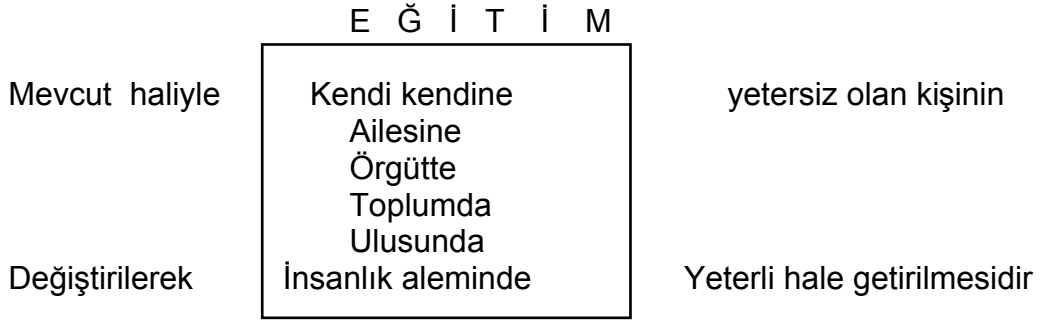 E Ğ İ T İ M
Mevcut haliyle Kendi kendine yetersiz olan kişinin
Ailesine
Örgütte
Toplumda
Ulusunda
Değiştirilerek İnsanlık aleminde Yeterli hale getirilmesidir